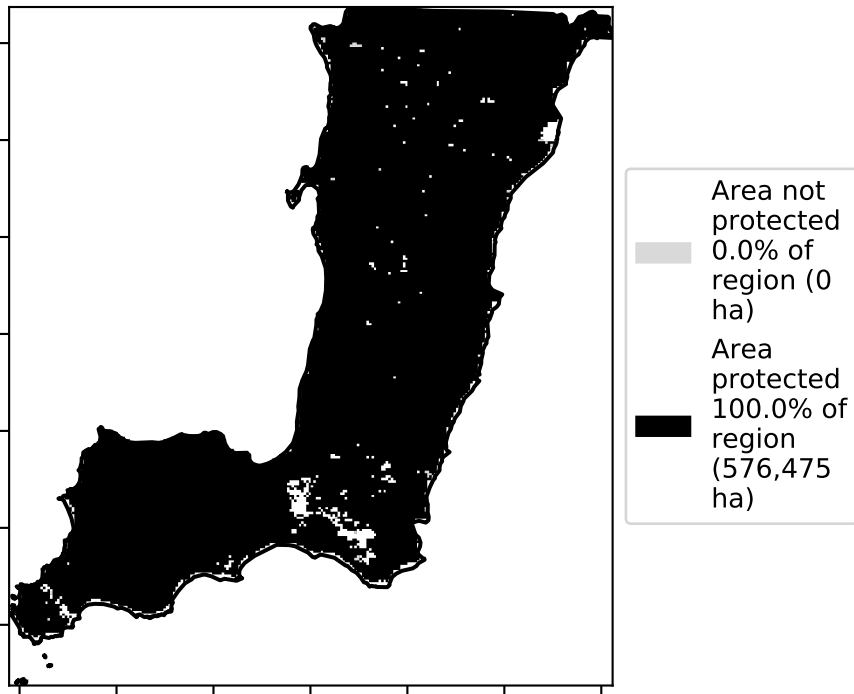 Area not
protected
0.0% of
region (0
ha)
Area
protected
100.0% of
region
(576,475
ha)